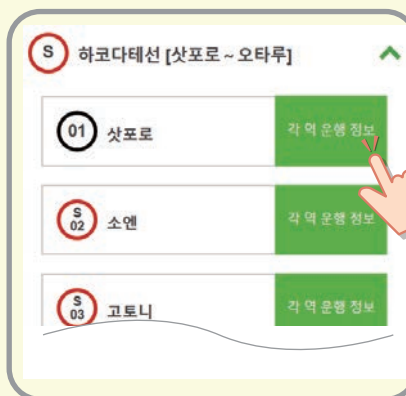 S 하코다테선 [삿포로 ~ 오타루]
01 삿포로 각 역 운행 정보
S 02 소엔 각 역 운행 정보
S 03 고토니 각 역 운행 정보